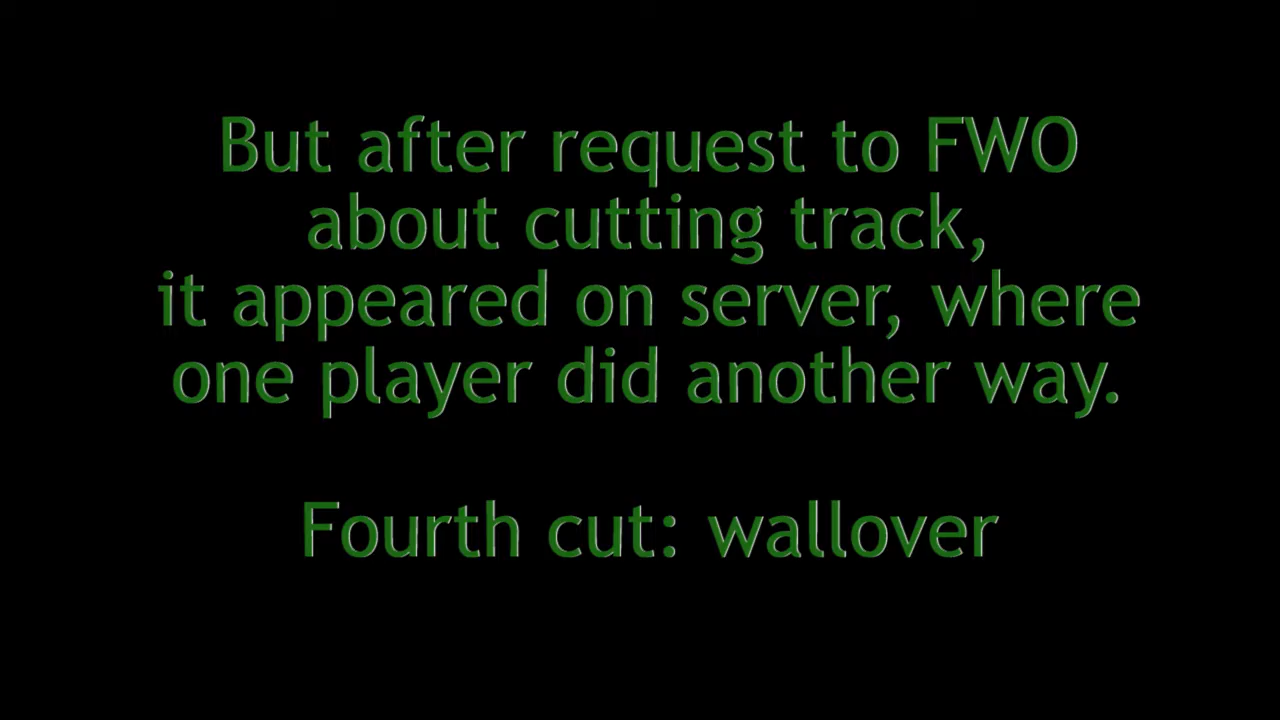 But after request to FWO
about cutting track,
it appeared on server, where
one player did another way.
Fourth cut: wallover